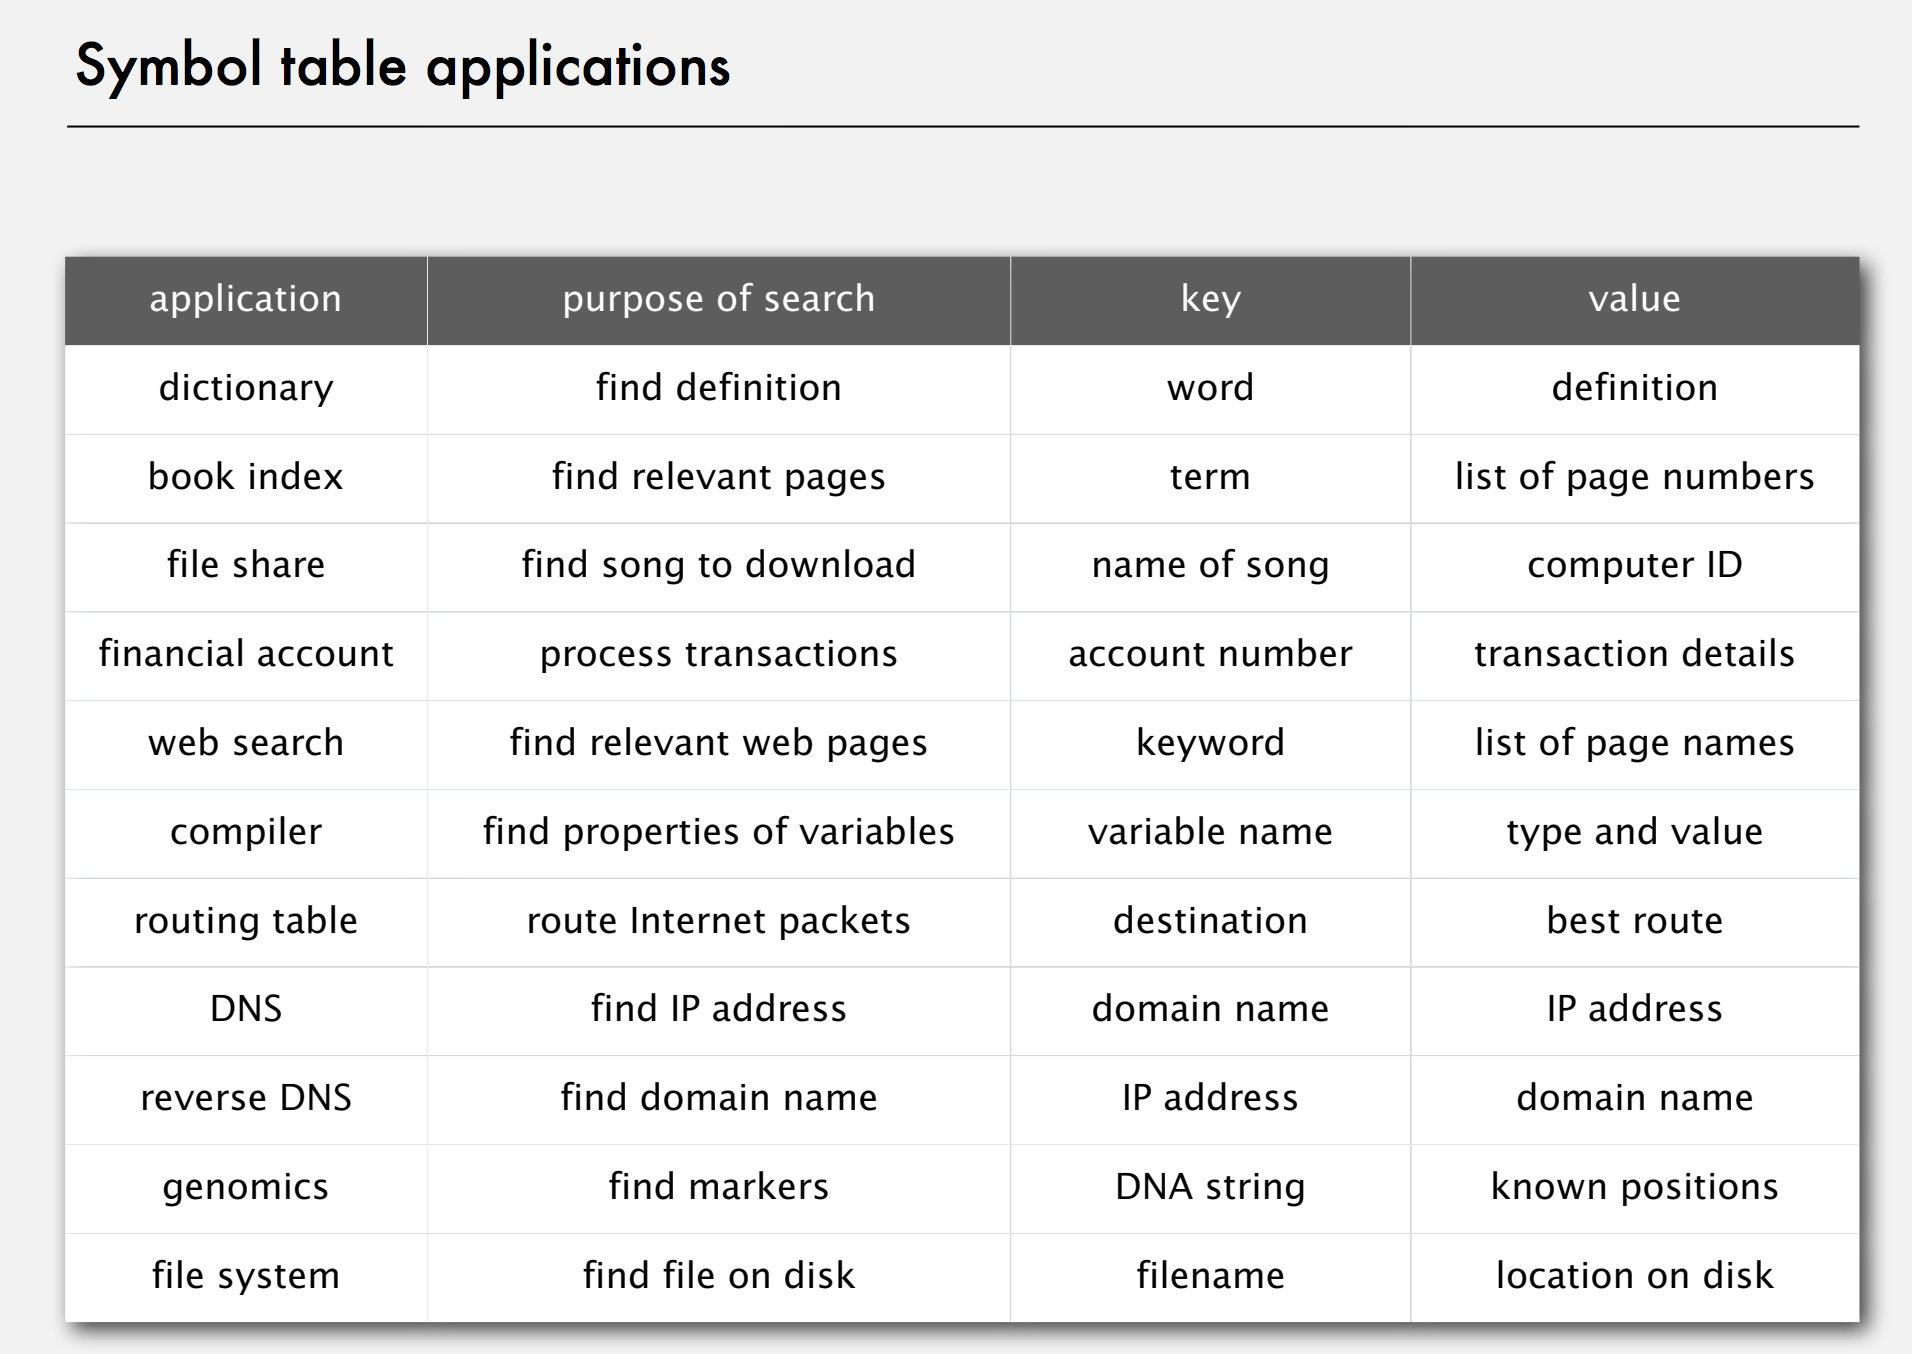 Symbol table applications
application purpose of search key value
dictionary find definition word definition
book index find relevant pages term list of page numbers
file share find song to download name of song computer ID
financial account process transactions account number transaction details
web search find relevant web pages keyword list of page names
compiler find properties of variables variable name type and value
routing table route Internet packets destination best route
DNS find IP address domain name IP address
reverse DNS find domain name IP address domain name
genomics find markers DNA string known positions
file system find file on disk filename location on disk